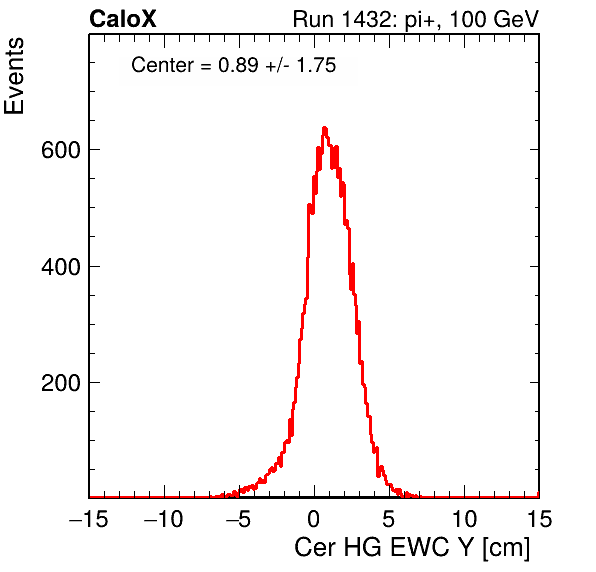 CaloX Run 1432: pi+, 100 GeV
Center = 0.89 +/- 1.75
Events
600
400
200
−15 −10 −5 0 5 10 15
Cer HG EWC Y [cm]